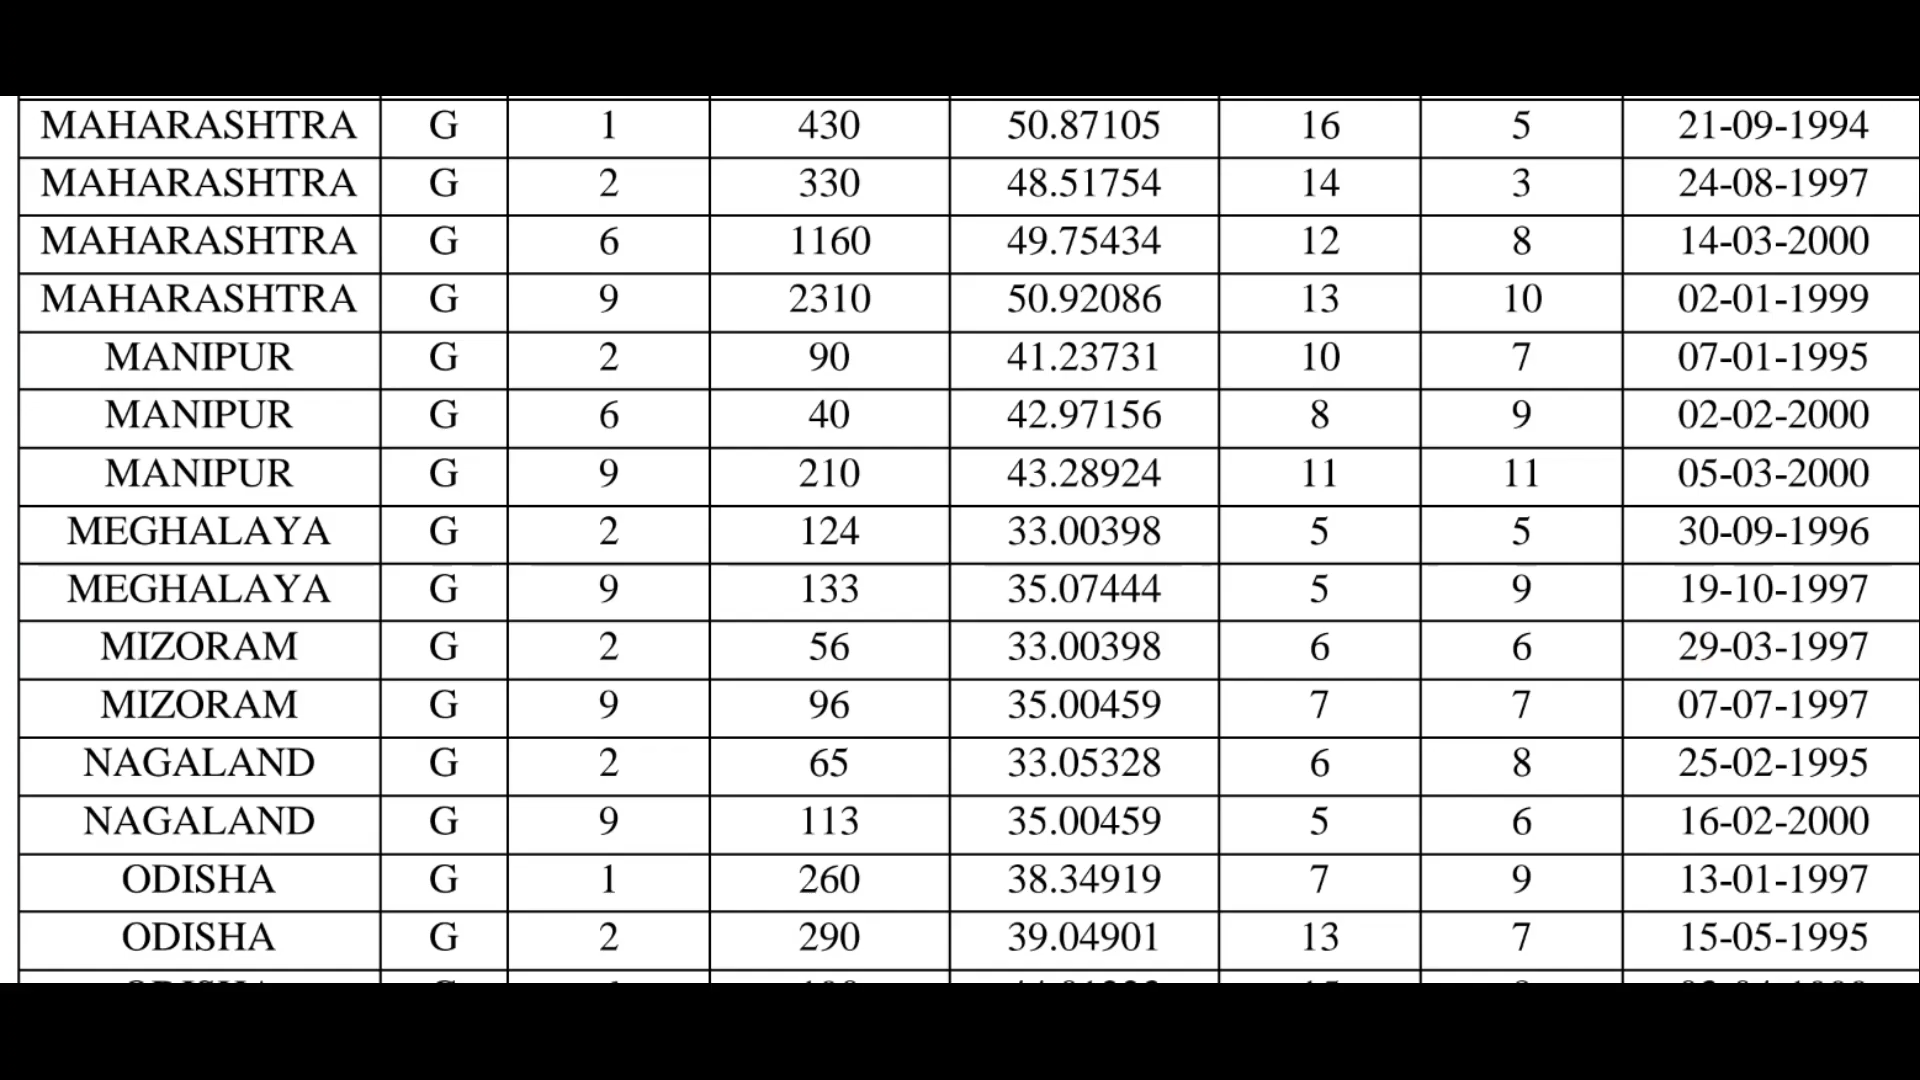 MAHARASHTRA G 1 430 50.87105 16 5 21-09-1994
MAHARASHTRA G 2 330 48.51754 14 3 24-08-1997
MAHARASHTRA G 6 1160 49.75434 12 8 14-03-2000
MAHARASHTRA G 9 2310 50.92086 13 10 02-01-1999
MANIPUR G 2 90 41.23731 10 7 07-01-1995
MANIPUR G 6 40 42.97156 8 9 02-02-2000
MANIPUR G 9 210 43.28924 11 11 05-03-2000
MEGHALAYA G 2 124 33.00398 5 5 30-09-1996
MEGHALAYA G 9 133 35.07444 5 9 19-10-1997
MIZORAM G 2 56 33.00398 6 6 29-03-1997
MIZORAM G 9 96 35.00459 7 7 07-07-1997
NAGALAND G 2 65 33.05328 6 8 25-02-1995
NAGALAND G 9 113 35.00459 5 6 16-02-2000
ODISHA G 1 260 38.34919 7 9 13-01-1997
ODISHA G 2 290 39.04901 13 7 15-05-1995